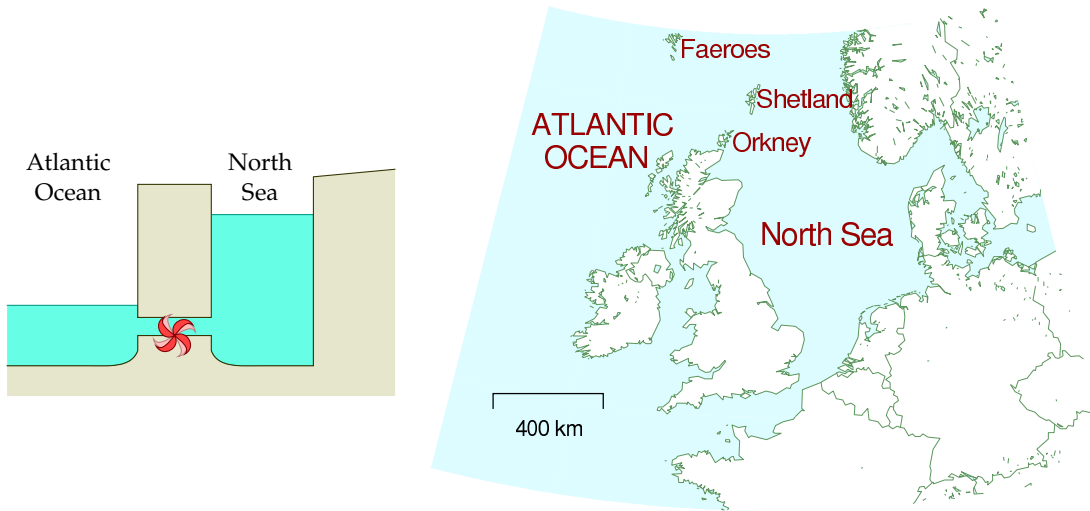 Atlantic
Ocean
North
Sea
Faeroes
Shetland
ATLANTIC
OCEAN
Orkney
North Sea
400 km